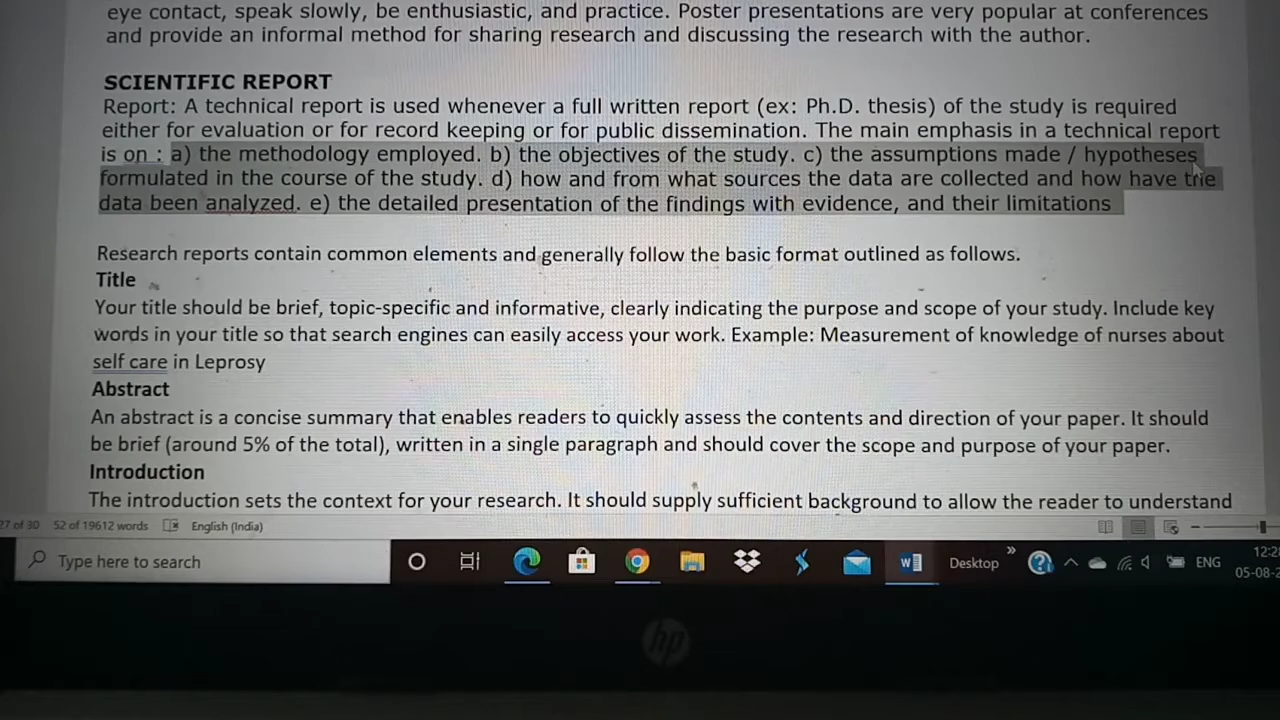 eye contact, speak slowly, be enthusiastic, and practice. Poster presentations are very popular at conferences
and provide an informal method for sharing research and discussing the research with the author.
SCIENTIFIC REPORT
Report: A technical report is used whenever a full written report (ex: Ph.D. thesis) of the study is required
either for evaluation or for record keeping or for public dissemination. The main emphasis in a technical report
is on : a) the methodology employed. b) the objectives of the study. c) the assumptions made / hypotheses
formulated in the course of the study. d) how and from what sources the data are collected and how have the
data been analyzed. e) the detailed presentation of the findings with evidence, and their limitations
Research reports contain common elements and generally follow the basic format outlined as follows.
Title
Your title should be brief, topic-specific and informative, clearly indicating the purpose and scope of your study. Include key
words in your title so that search engines can easily access your work. Example: Measurement of knowledge of nurses about
self care in Leprosy
Abstract
An abstract is a concise summary that enables readers to quickly assess the contents and direction of your paper. It should
be brief (around 5% of the total), written in a single paragraph and should cover the scope and purpose of your paper.
Introduction
The introduction sets the context for your research. It should supply sufficient background to allow the reader to understand
27 of 30 52 of 19612 words English (India)
Type here to search Desktop ENG
12:2
05-08-
hp